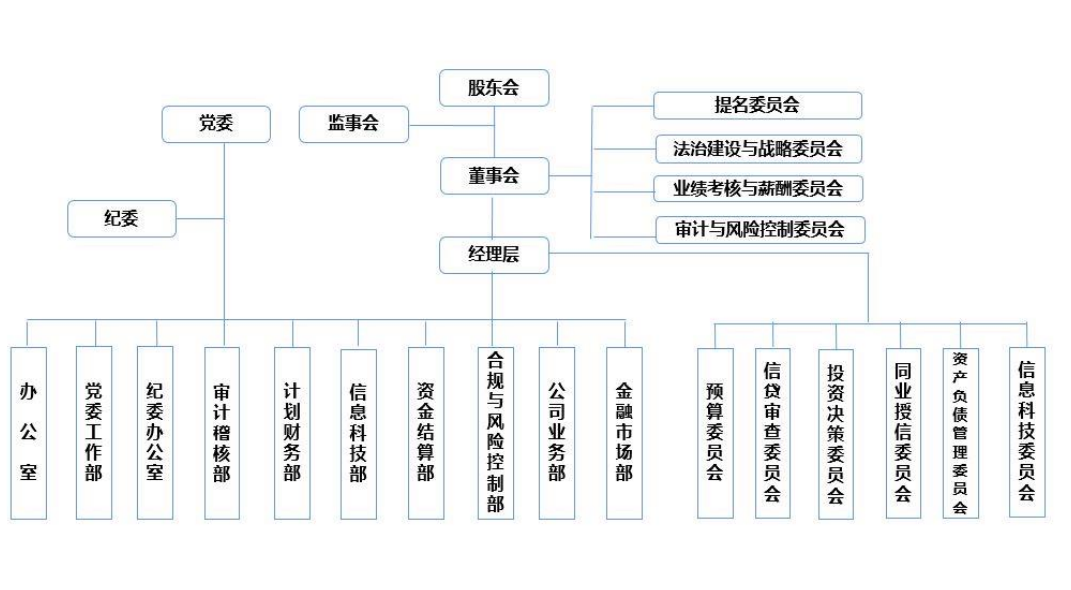 股东会
提名委员会
党委
监事会
法治建设与战略委员会
董事会
业绩考核与薪酬委员会
纪委
审计与风险控制委员会
经理层
办公室
党委工作部
纪委办公室
审计稽核部
计划财务部
信息科技部
资金结算部
合规与风险控制部
公司业务部
金融市场部
预算委员会
信贷审查委员会
投资决策委员会
同业授信委员会
资产负债管理委员会
信息科技委员会